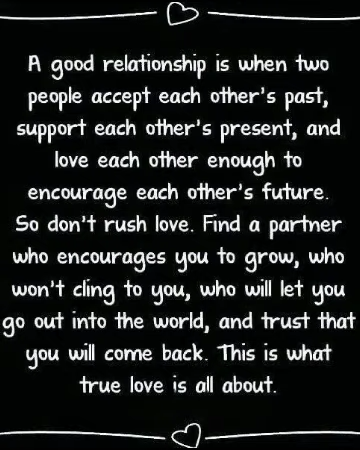 A good relationship is when two
people accept each other's past,
support each other's present, and
love each other enough to
encourage each other's future.
So don't rush love. Find a partner
who encourages you to grow, who
won't cling to you, who will let you
go out into the world, and trust that
you will come back. This is what
true love is all about.